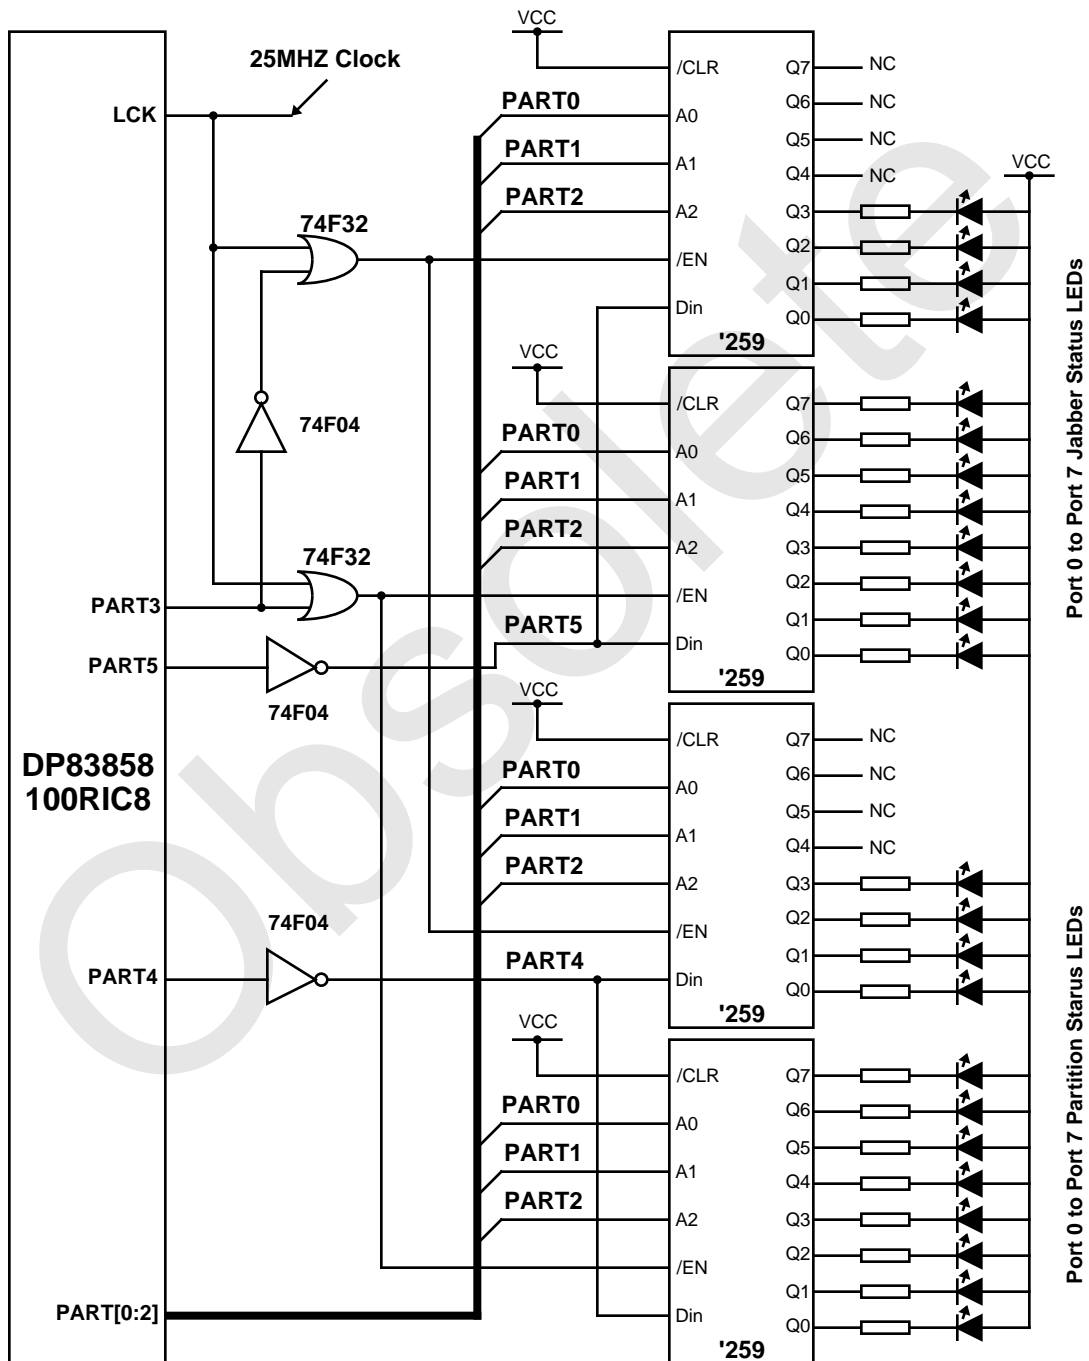 VCC
25MHZ Clock
LCK
/CLR
Q7
NC
PART0
A0
Q6
NC
PART1
A1
Q5
NC
Q4
NC
VCC
PART2
A2
Q3
74F32
Q2
/EN
Q1
Din
Q0
'259
VCC
/CLR
Q7
74F04
PART0
A0
Q6
PART1
A1
Q5
Q4
PART2
A2
Q3
74F32
Q2
/EN
PART3
Q1
PART5
Din
Q0
PART5
'259
74F04
VCC
Port 0 to Port 7 Jabber Status LEDs
/CLR
Q7
NC
DP83858
100RIC8
PART0
A0
Q6
NC
PART1
A1
Q5
NC
Q4
NC
PART2
A2
Q3
74F04
Q2
/EN
Q1
PART4
PART4
Din
Q0
'259
VCC
/CLR
Q7
PART0
A0
Q6
PART1
A1
Q5
Q4
PART2
A2
Q3
Q2
/EN
Q1
PART[0:2]
Din
Q0
'259
Port 0 to Port 7 Partition Starus LEDs
Obsolete